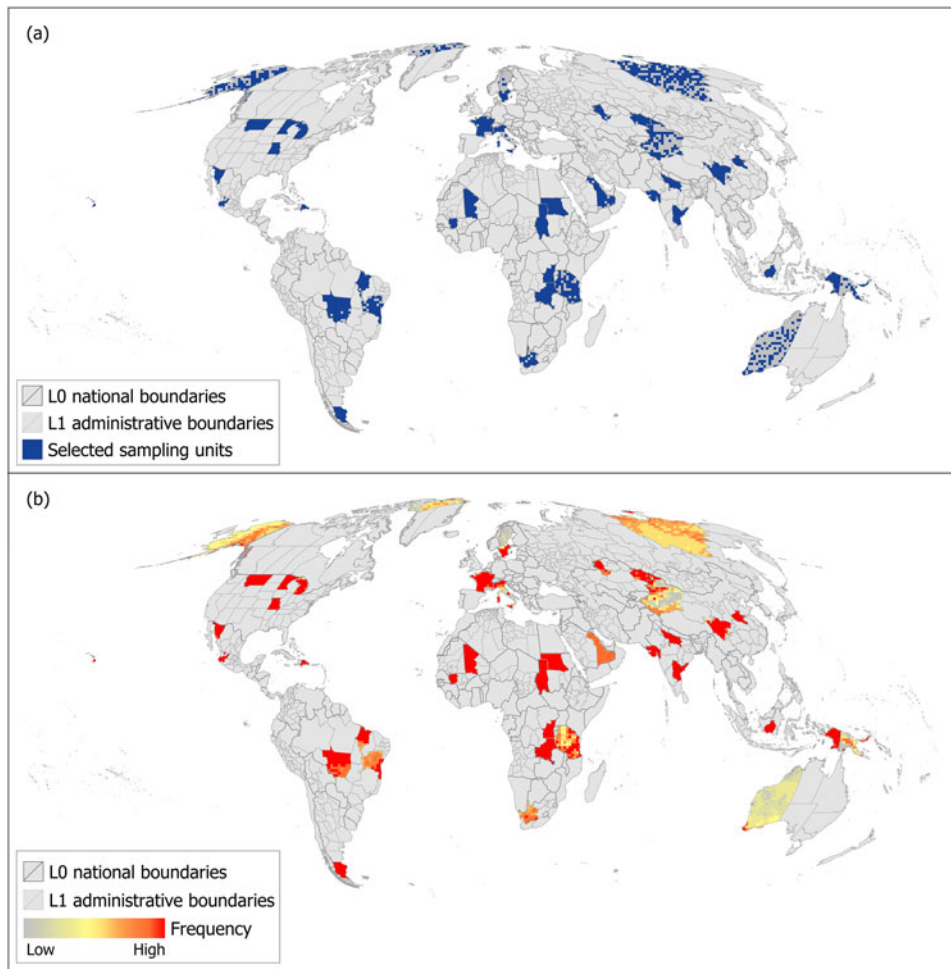 (a)
L0 national boundaries
L1 administrative boundaries
Selected sampling units
(b)
L0 national boundaries
L1 administrative boundaries
Frequency
Low High